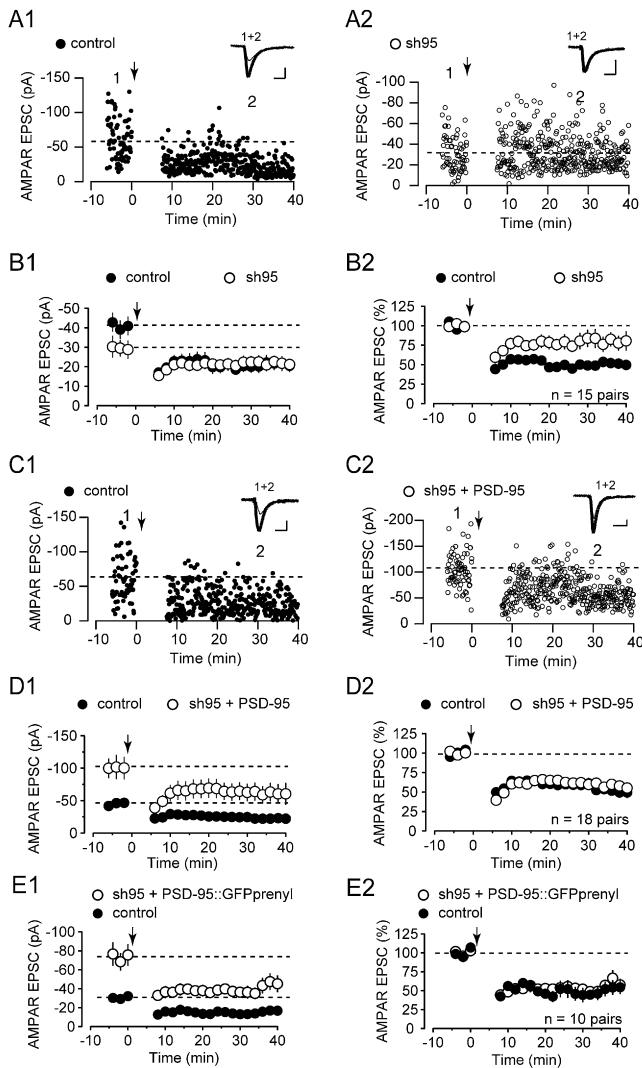 A1
A2
● control
1+2
○ sh95
1+2
AMPAR EPSC (pA)
-150
-100
-50
0
1
2
-10 0 10 20 30 40
Time (min)
AMPAR EPSC (pA)
-100
-80
-60
-40
-20
0
1
2
-10 0 10 20 30 40
Time (min)
B1
● control ○ sh95
AMPAR EPSC (pA)
-50
-40
-30
-20
-10
0
-10 0 10 20 30 40
Time (min)
B2
● control ○ sh95
AMPAR EPSC (%)
125
100
75
50
25
0
n = 15 pairs
-10 0 10 20 30 40
Time (min)
C1
● control
1+2
AMPAR EPSC (pA)
-150
-100
-50
0
1
2
-10 0 10 20 30 40
Time (min)
C2
○ sh95 + PSD-95
1+2
AMPAR EPSC (pA)
-200
-150
-100
-50
0
1
2
-10 0 10 20 30 40
Time (min)
D1
● control ○ sh95 + PSD-95
AMPAR EPSC (pA)
-150
-100
-50
0
-10 0 10 20 30 40
Time (min)
D2
● control ○ sh95 + PSD-95
AMPAR EPSC (%)
125
100
75
50
25
0
n = 18 pairs
-10 0 10 20 30 40
Time (min)
E1
○ sh95 + PSD-95::GFPprenyl
● control
AMPAR EPSC (pA)
-100
-80
-60
-40
-20
0
-10 0 10 20 30 40
Time (min)
E2
○ sh95 + PSD-95::GFPprenyl
● control
AMPAR EPSC (%)
125
100
75
50
25
0
n = 10 pairs
-10 0 10 20 30 40
Time (min)